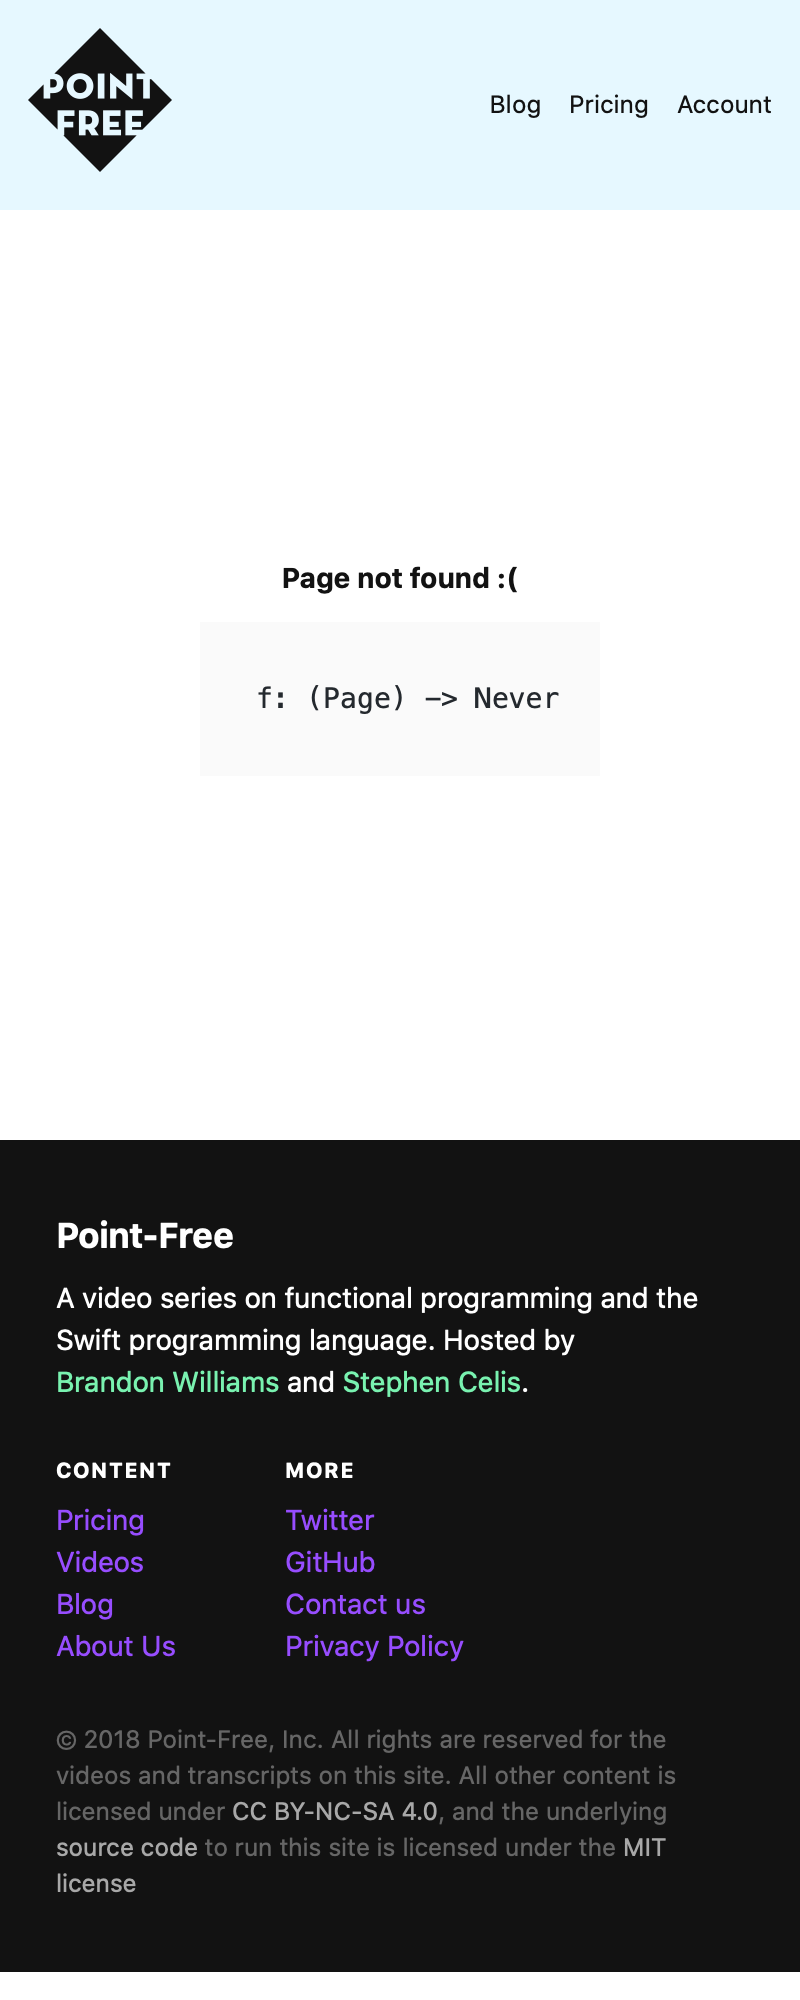 POINT
FREE
Blog Pricing Account
Page not found :(
f: (Page) -> Never
Point-Free
A video series on functional programming and the
Swift programming language. Hosted by
Brandon Williams and Stephen Celis.
CONTENT
Pricing
Videos
Blog
About Us
MORE
Twitter
GitHub
Contact us
Privacy Policy
© 2018 Point-Free, Inc. All rights are reserved for the
videos and transcripts on this site. All other content is
licensed under CC BY-NC-SA 4.0, and the underlying
source code to run this site is licensed under the MIT
license